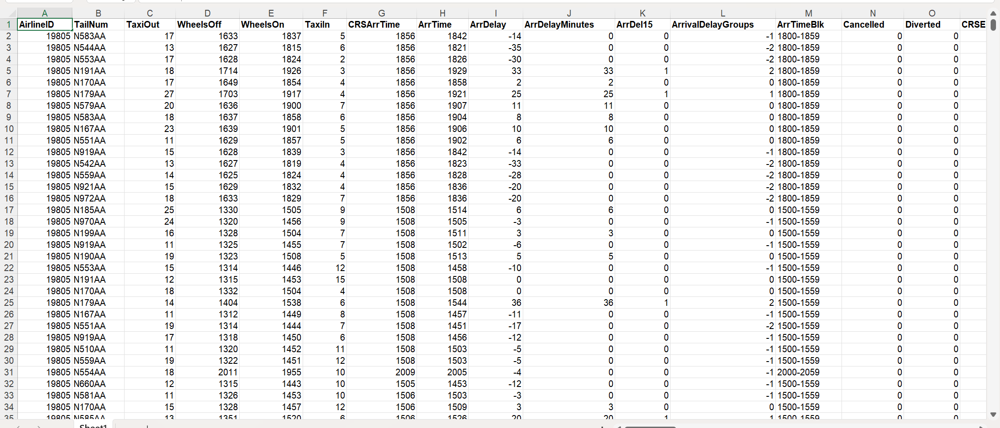 A B C D E F G H I J K L M N O
1 AirlineID TailNum TaxiOut WheelsOff WheelsOn TaxiIn CRSArrTime ArrTime ArrDelay ArrDelayMinutes ArrDel15 ArrivalDelayGroups ArrTimeBlk Cancelled Diverted CRSE
2 19805 N583AA 17 1633 1837 5 1856 1842 -14 0 0 -1 1800-1859 0 0
3 19805 N544AA 13 1627 1815 6 1856 1821 -35 0 0 -2 1800-1859 0 0
4 19805 N553AA 17 1628 1824 2 1856 1826 -30 0 0 -2 1800-1859 0 0
5 19805 N191AA 18 1714 1926 3 1856 1929 33 33 1 2 1800-1859 0 0
6 19805 N170AA 17 1649 1854 4 1856 1858 2 2 0 0 1800-1859 0 0
7 19805 N179AA 27 1703 1917 4 1856 1921 25 25 1 1 1800-1859 0 0
8 19805 N579AA 20 1636 1900 7 1856 1907 11 11 0 0 1800-1859 0 0
9 19805 N583AA 18 1637 1858 6 1856 1904 8 8 0 0 1800-1859 0 0
10 19805 N167AA 23 1639 1901 5 1856 1906 10 10 0 0 1800-1859 0 0
11 19805 N551AA 11 1629 1857 5 1856 1902 6 6 0 0 1800-1859 0 0
12 19805 N919AA 15 1628 1839 3 1856 1842 -14 0 0 -1 1800-1859 0 0
13 19805 N542AA 13 1627 1819 4 1856 1823 -33 0 0 -2 1800-1859 0 0
14 19805 N559AA 14 1625 1824 4 1856 1828 -28 0 0 -2 1800-1859 0 0
15 19805 N921AA 15 1629 1832 4 1856 1836 -20 0 0 -2 1800-1859 0 0
16 19805 N972AA 18 1633 1829 7 1856 1836 -20 0 0 -2 1800-1859 0 0
17 19805 N185AA 25 1330 1505 9 1508 1514 6 6 0 0 1500-1559 0 0
18 19805 N970AA 24 1320 1456 9 1508 1505 -3 0 0 -1 1500-1559 0 0
19 19805 N199AA 16 1328 1504 7 1508 1511 3 3 0 0 1500-1559 0 0
20 19805 N919AA 11 1325 1455 7 1508 1502 -6 0 0 -1 1500-1559 0 0
21 19805 N190AA 19 1323 1508 5 1508 1513 5 5 0 0 1500-1559 0 0
22 19805 N553AA 15 1314 1446 12 1508 1458 -10 0 0 -1 1500-1559 0 0
23 19805 N191AA 12 1315 1453 15 1508 1508 0 0 0 0 1500-1559 0 0
24 19805 N170AA 18 1332 1504 4 1508 1508 0 0 0 0 1500-1559 0 0
25 19805 N179AA 14 1404 1538 6 1508 1544 36 36 1 2 1500-1559 0 0
26 19805 N167AA 11 1312 1449 8 1508 1457 -11 0 0 -1 1500-1559 0 0
27 19805 N551AA 19 1314 1444 7 1508 1451 -17 0 0 -2 1500-1559 0 0
28 19805 N919AA 17 1318 1450 6 1508 1456 -12 0 0 -1 1500-1559 0 0
29 19805 N510AA 11 1320 1452 11 1508 1503 -5 0 0 -1 1500-1559 0 0
30 19805 N559AA 19 1322 1451 12 1508 1503 -5 0 0 -1 1500-1559 0 0
31 19805 N554AA 18 2011 1955 10 2009 2005 -4 0 0 -1 2000-2059 0 0
32 19805 N660AA 12 1315 1443 10 1505 1453 -12 0 0 -1 1500-1559 0 0
33 19805 N581AA 11 1326 1453 10 1506 1503 -3 0 0 -1 1500-1559 0 0
34 19805 N170AA 15 1328 1457 12 1506 1509 3 3 0 0 1500-1559 0 0
35 19805 N585AA 13 1351 1520 6 1506 1526 20 20 1 1 1500-1559 0 0
Sheet1